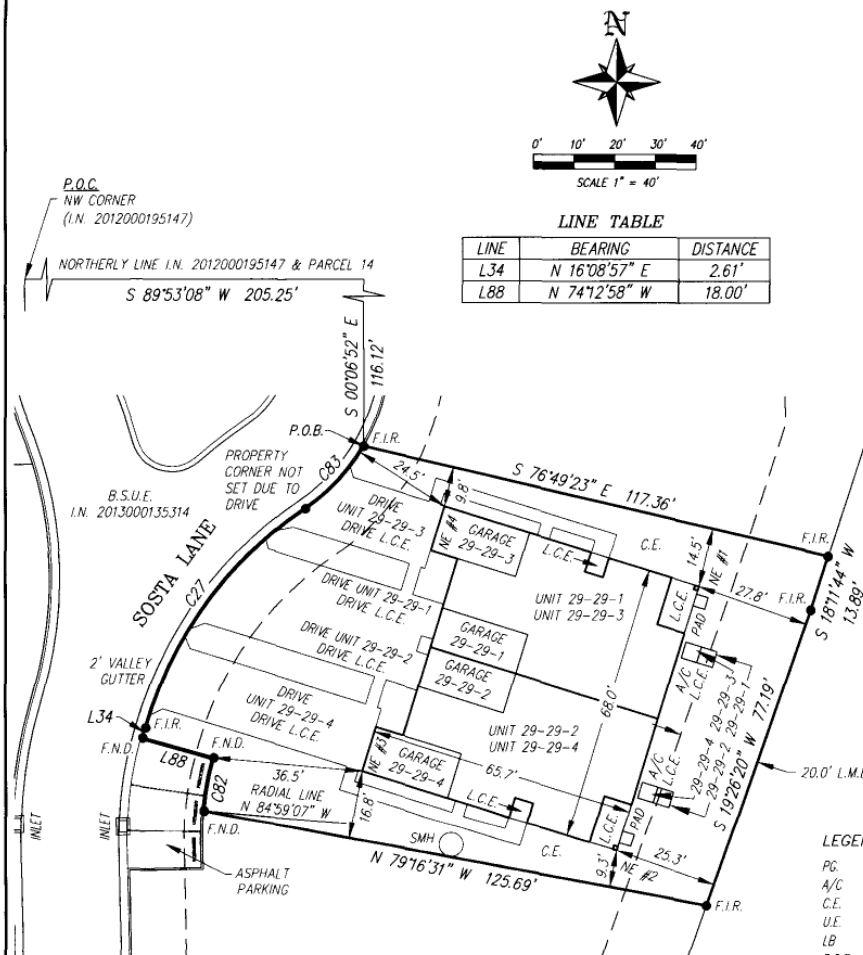 N
0' 10' 20' 30' 40'
SCALE 1" = 40'
P.O.C.
NW CORNER
(I.N. 2012000195147)
LINE TABLE
LINE BEARING DISTANCE
L34 N 16°08'57" E 2.61'
L88 N 74°12'58" W 18.00'
NORTHERLY LINE I.N. 2012000195147 & PARCEL 14
S 89°53'08" W 205.25'
S 00°06'52" E
116.12'
P.O.B.
F.I.R.
C83
PROPERTY
CORNER NOT
SET DUE TO
DRIVE
24.5'
9.8'
S 76°49'23" E 117.36'
B.S.U.E.
I.N. 2013000135314
SOSTA LANE
C27
DRIVE
UNIT 29-29-3
DRIVE L.C.E.
NE #4
GARAGE
29-29-3
L.C.E.
C.E.
14.5'
NE #1
F.I.R.
27.8'
F.I.R.
S 18°11'44" W
13.89'
DRIVE UNIT 29-29-1
DRIVE L.C.E.
UNIT 29-29-1
UNIT 29-29-3
L.C.E.
PAD
GARAGE
29-29-1
DRIVE UNIT 29-29-2
DRIVE L.C.E.
GARAGE
29-29-2
68.0'
A/C
L.C.E.
29-29-3
29-29-1
2' VALLEY
GUTTER
DRIVE
UNIT 29-29-4
DRIVE L.C.E.
UNIT 29-29-2
UNIT 29-29-4
29-29-4
29-29-2
S 19°26'20" W 77.19'
L34
F.I.R.
F.N.D.
F.N.D.
L88
C82
NE #3
GARAGE
29-29-4
65.7'
A/C
L.C.E.
20.0' L.M.
36.5'
RADIAL LINE
N 84°59'07" W
16.8'
L.C.E.
L.C.E.
PAD
INLET
INLET
F.N.D.
SMH
C.E.
9.3'
NE #2
25.3'
N 79°16'31" W 125.69'
ASPHALT
PARKING
F.I.R.
LEGE
PG.
A/C
C.E.
U.E.
LB